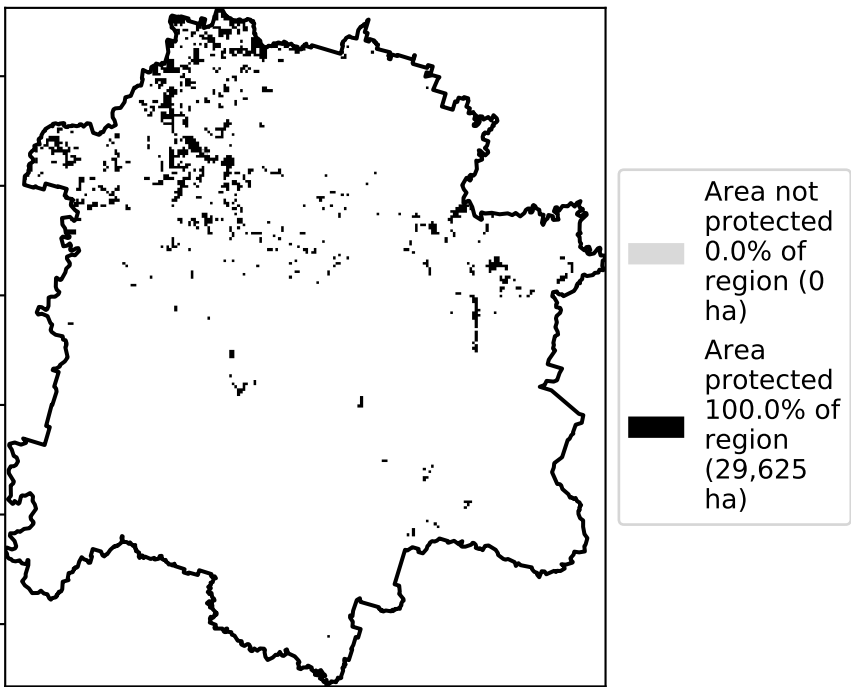 Area not
protected
0.0% of
region (0
ha)
Area
protected
100.0% of
region
(29,625
ha)